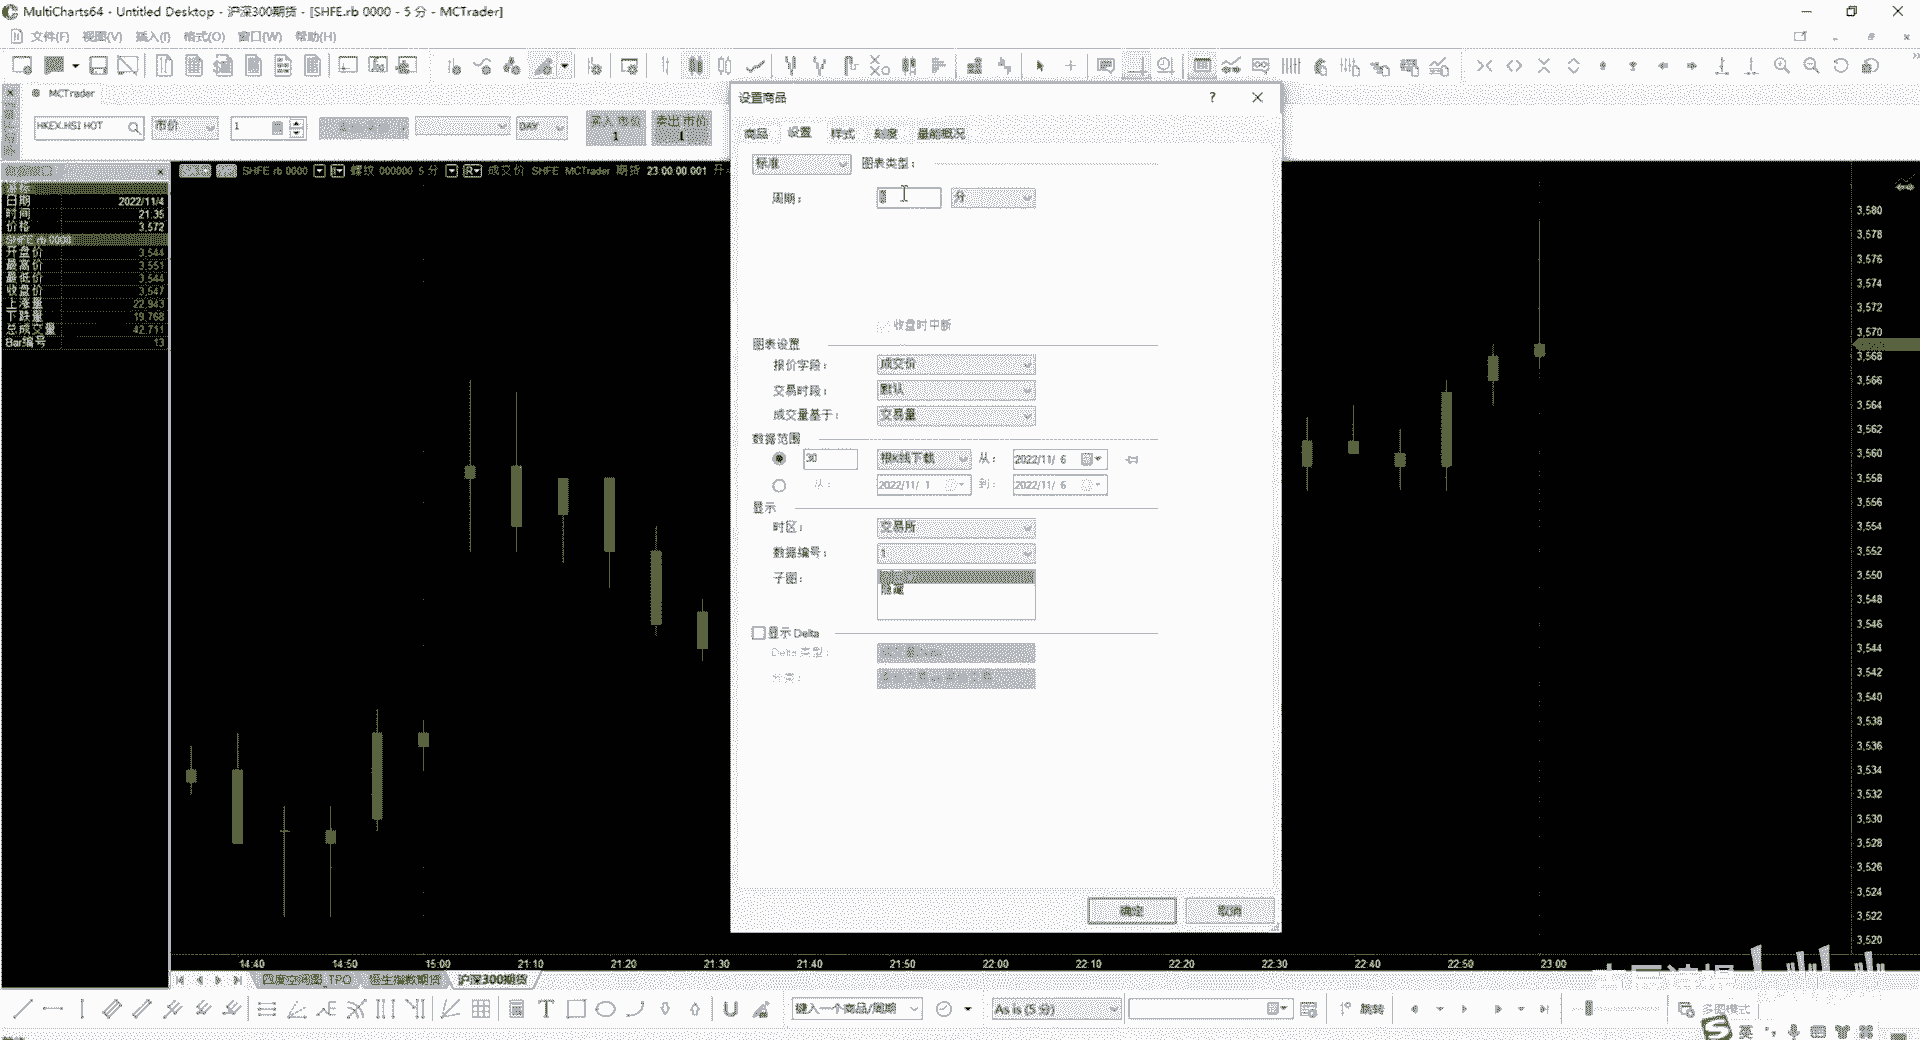 MultiCharts64 - Untitled Desktop - 沪深300期货 - [SHFE.rb 0000 - 5 分 - MCTrader]
文件(F) 视图(V) 插入(I) 格式(O) 窗口(W) 帮助(H)
MCTrader
HKEX.HSI HOT 市价 1 DAY 买入 市价 1 卖出 市价 1
SHFE rb 0000 螺纹 000000 5 分 成交价 SHFE MCTrader 期货 23:00:00.001
日期 2022/11/4
时间 21:35
价格 3,572
SHFE rb 0000
开盘价 3,544
最高价 3,551
最低价 3,544
收盘价 3,547
上涨量 22,943
下跌量 19,768
总成交量 42,711
Bar编号 13
设置商品 ?
商品 设置 样式 刻度 量能概况
标准 图表类型:
周期: 分
收盘时中断
图表设置
报价字段: 成交价
交易时段: 默认
成交量基于: 交易量
数据范围
30 根K线下载 从: 2022/11/ 6
从: 2022/11/ 1 到: 2022/11/ 6
显示
时区: 交易所
数据编号: 1
子图:
隐藏
显示 Delta
Delta 类型:
分类:
确定 取消
3,580
3,578
3,576
3,574
3,572
3,570
3,568
3,566
3,564
3,562
3,560
3,558
3,556
3,554
3,552
3,550
3,548
3,546
3,544
3,542
3,540
3,538
3,536
3,534
3,532
3,530
3,528
3,526
3,524
3,522
3,520
14:40 14:50 15:00 21:10 21:20 21:30 21:40 21:50 22:00 22:10 22:20 22:30 22:40 22:50 23:00
四度空间图_TPO 恒生指数期货 沪深300期货
键入一个商品/周期 As is (5 分) 跳转 多图模式
英